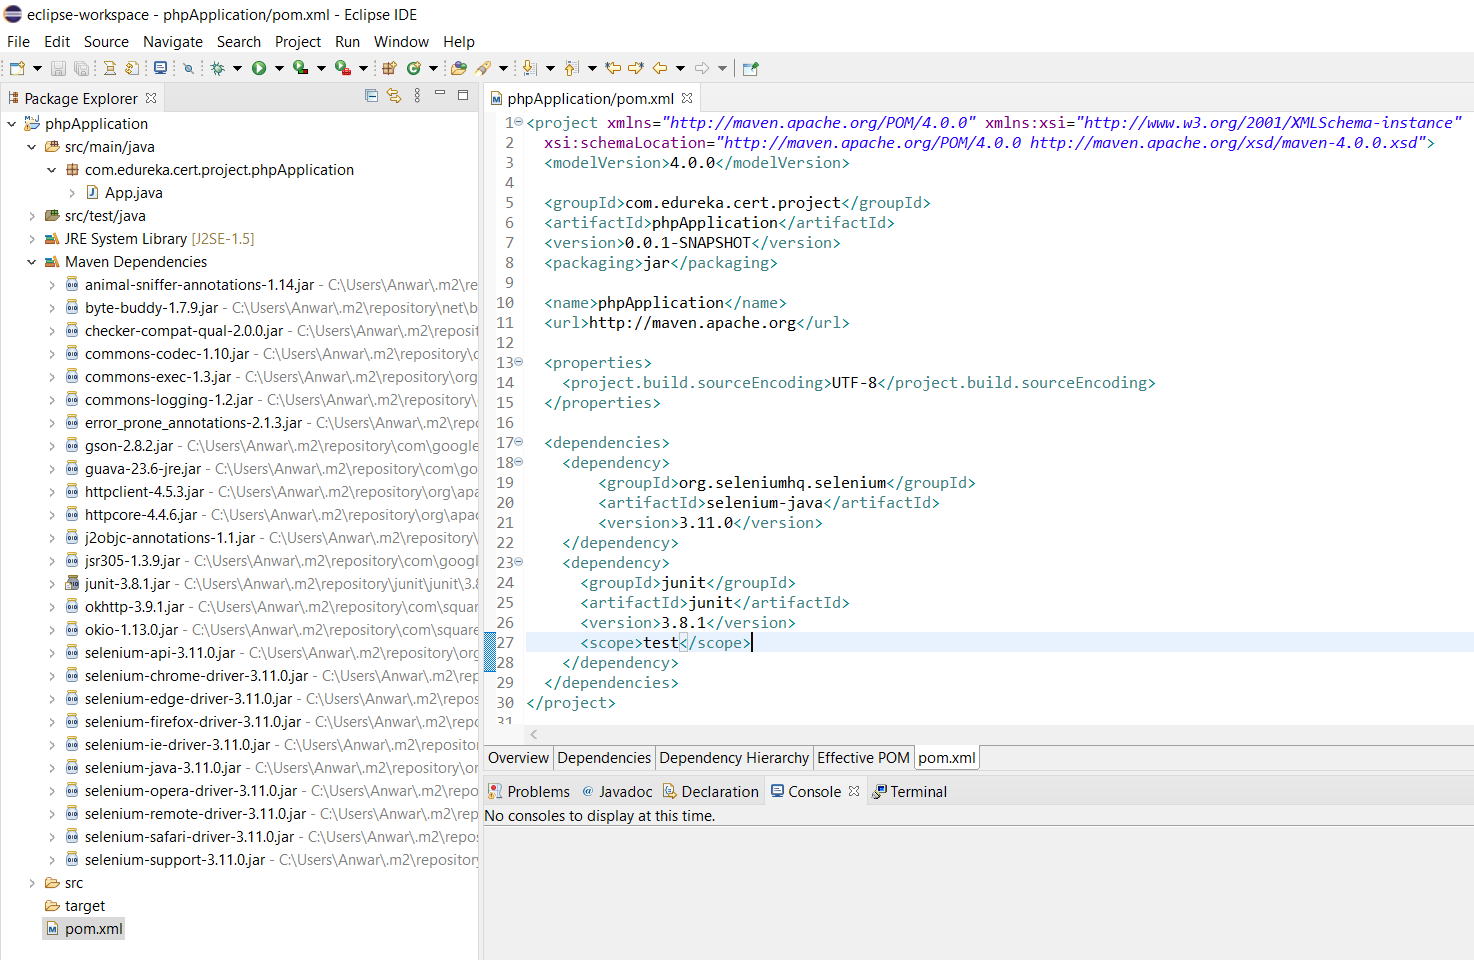 eclipse-workspace - phpApplication/pom.xml - Eclipse IDE
File Edit Source Navigate Search Project Run Window Help
Package Explorer
phpApplication
src/main/java
com.edureka.cert.project.phpApplication
App.java
src/test/java
JRE System Library [J2SE-1.5]
Maven Dependencies
animal-sniffer-annotations-1.14.jar - C:\Users\Anwar\.m2\re
byte-buddy-1.7.9.jar - C:\Users\Anwar\.m2\repository\net\b
checker-compat-qual-2.0.0.jar - C:\Users\Anwar\.m2\reposit
commons-codec-1.10.jar - C:\Users\Anwar\.m2\repository\c
commons-exec-1.3.jar - C:\Users\Anwar\.m2\repository\org
commons-logging-1.2.jar - C:\Users\Anwar\.m2\repository\
error_prone_annotations-2.1.3.jar - C:\Users\Anwar\.m2\repo
gson-2.8.2.jar - C:\Users\Anwar\.m2\repository\com\google
guava-23.6-jre.jar - C:\Users\Anwar\.m2\repository\com\go
httpclient-4.5.3.jar - C:\Users\Anwar\.m2\repository\org\apa
httpcore-4.4.6.jar - C:\Users\Anwar\.m2\repository\org\apac
j2objc-annotations-1.1.jar - C:\Users\Anwar\.m2\repository\
jsr305-1.3.9.jar - C:\Users\Anwar\.m2\repository\com\googl
junit-3.8.1.jar - C:\Users\Anwar\.m2\repository\junit\junit\3.8
okhttp-3.9.1.jar - C:\Users\Anwar\.m2\repository\com\squar
okio-1.13.0.jar - C:\Users\Anwar\.m2\repository\com\square
selenium-api-3.11.0.jar - C:\Users\Anwar\.m2\repository\org
selenium-chrome-driver-3.11.0.jar - C:\Users\Anwar\.m2\rep
selenium-edge-driver-3.11.0.jar - C:\Users\Anwar\.m2\repos
selenium-firefox-driver-3.11.0.jar - C:\Users\Anwar\.m2\repo
selenium-ie-driver-3.11.0.jar - C:\Users\Anwar\.m2\repositor
selenium-java-3.11.0.jar - C:\Users\Anwar\.m2\repository\or
selenium-opera-driver-3.11.0.jar - C:\Users\Anwar\.m2\repo
selenium-remote-driver-3.11.0.jar - C:\Users\Anwar\.m2\rep
selenium-safari-driver-3.11.0.jar - C:\Users\Anwar\.m2\repos
selenium-support-3.11.0.jar - C:\Users\Anwar\.m2\repository
src
target
pom.xml
phpApplication/pom.xml
1 <project xmlns="http://maven.apache.org/POM/4.0.0" xmlns:xsi="http://www.w3.org/2001/XMLSchema-instance"
2 xsi:schemaLocation="http://maven.apache.org/POM/4.0.0 http://maven.apache.org/xsd/maven-4.0.0.xsd">
3 <modelVersion>4.0.0</modelVersion>
4
5 <groupId>com.edureka.cert.project</groupId>
6 <artifactId>phpApplication</artifactId>
7 <version>0.0.1-SNAPSHOT</version>
8 <packaging>jar</packaging>
9
10 <name>phpApplication</name>
11 <url>http://maven.apache.org</url>
12
13 <properties>
14 <project.build.sourceEncoding>UTF-8</project.build.sourceEncoding>
15 </properties>
16
17 <dependencies>
18 <dependency>
19 <groupId>org.seleniumhq.selenium</groupId>
20 <artifactId>selenium-java</artifactId>
21 <version>3.11.0</version>
22 </dependency>
23 <dependency>
24 <groupId>junit</groupId>
25 <artifactId>junit</artifactId>
26 <version>3.8.1</version>
27 <scope>test</scope>
28 </dependency>
29 </dependencies>
30 </project>
31
Overview Dependencies Dependency Hierarchy Effective POM pom.xml
Problems Javadoc Declaration Console Terminal
No consoles to display at this time.